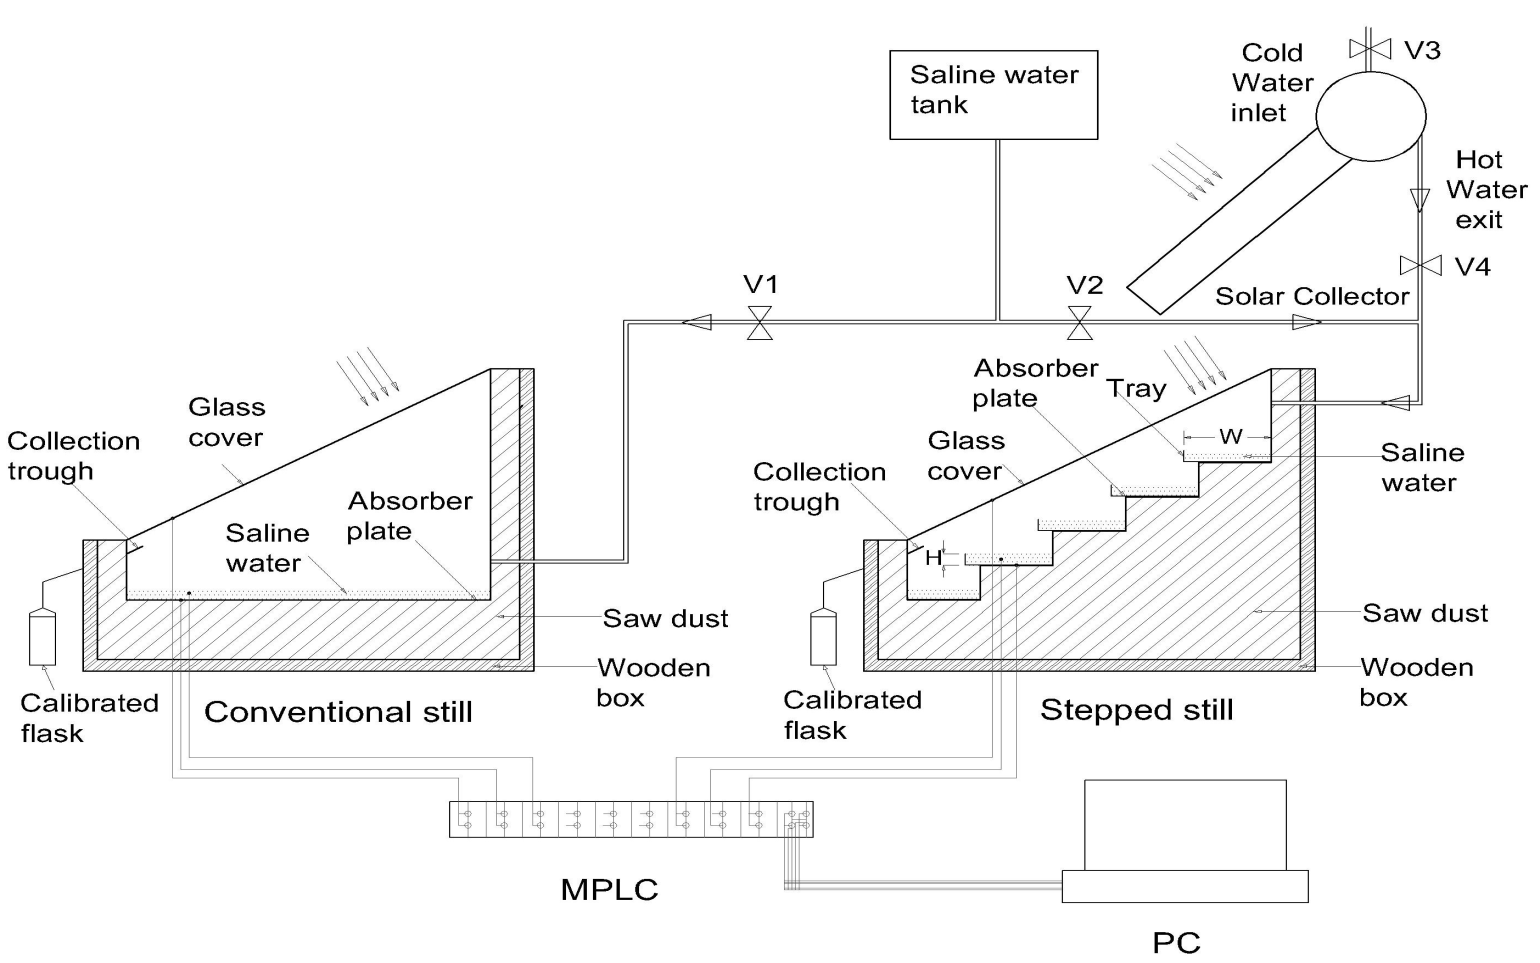 Saline water
tank
Cold
Water
inlet
V3
Hot
Water
exit
V4
V1
V2
Solar Collector
Glass
cover
Collection
trough
Absorber
plate
Saline
water
Saw dust
Wooden
box
Calibrated
flask
Conventional still
Absorber
plate
Tray
Glass
cover
W
Saline
water
Collection
trough
H
Saw dust
Wooden
box
Calibrated
flask
Stepped still
MPLC
PC